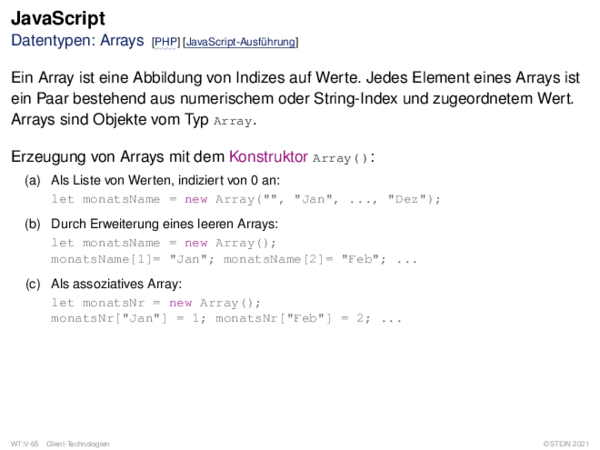 JavaScript
Datentypen: Arrays [PHP] [JavaScript-Ausführung]
Ein Array ist eine Abbildung von Indizes auf Werte. Jedes Element eines Arrays ist
ein Paar bestehend aus numerischem oder String-Index und zugeordnetem Wert.
Arrays sind Objekte vom Typ Array.
Erzeugung von Arrays mit dem Konstruktor Array():
(a) Als Liste von Werten, indiziert von 0 an:
let monatsName = new Array("", "Jan", ..., "Dez");
(b) Durch Erweiterung eines leeren Arrays:
let monatsName = new Array();
monatsName[1]= "Jan"; monatsName[2]= "Feb"; ...
(c) Als assoziatives Array:
let monatsNr = new Array();
monatsNr["Jan"] = 1; monatsNr["Feb"] = 2; ...
WT:V-65 Client-Technologien ©STEIN 2021